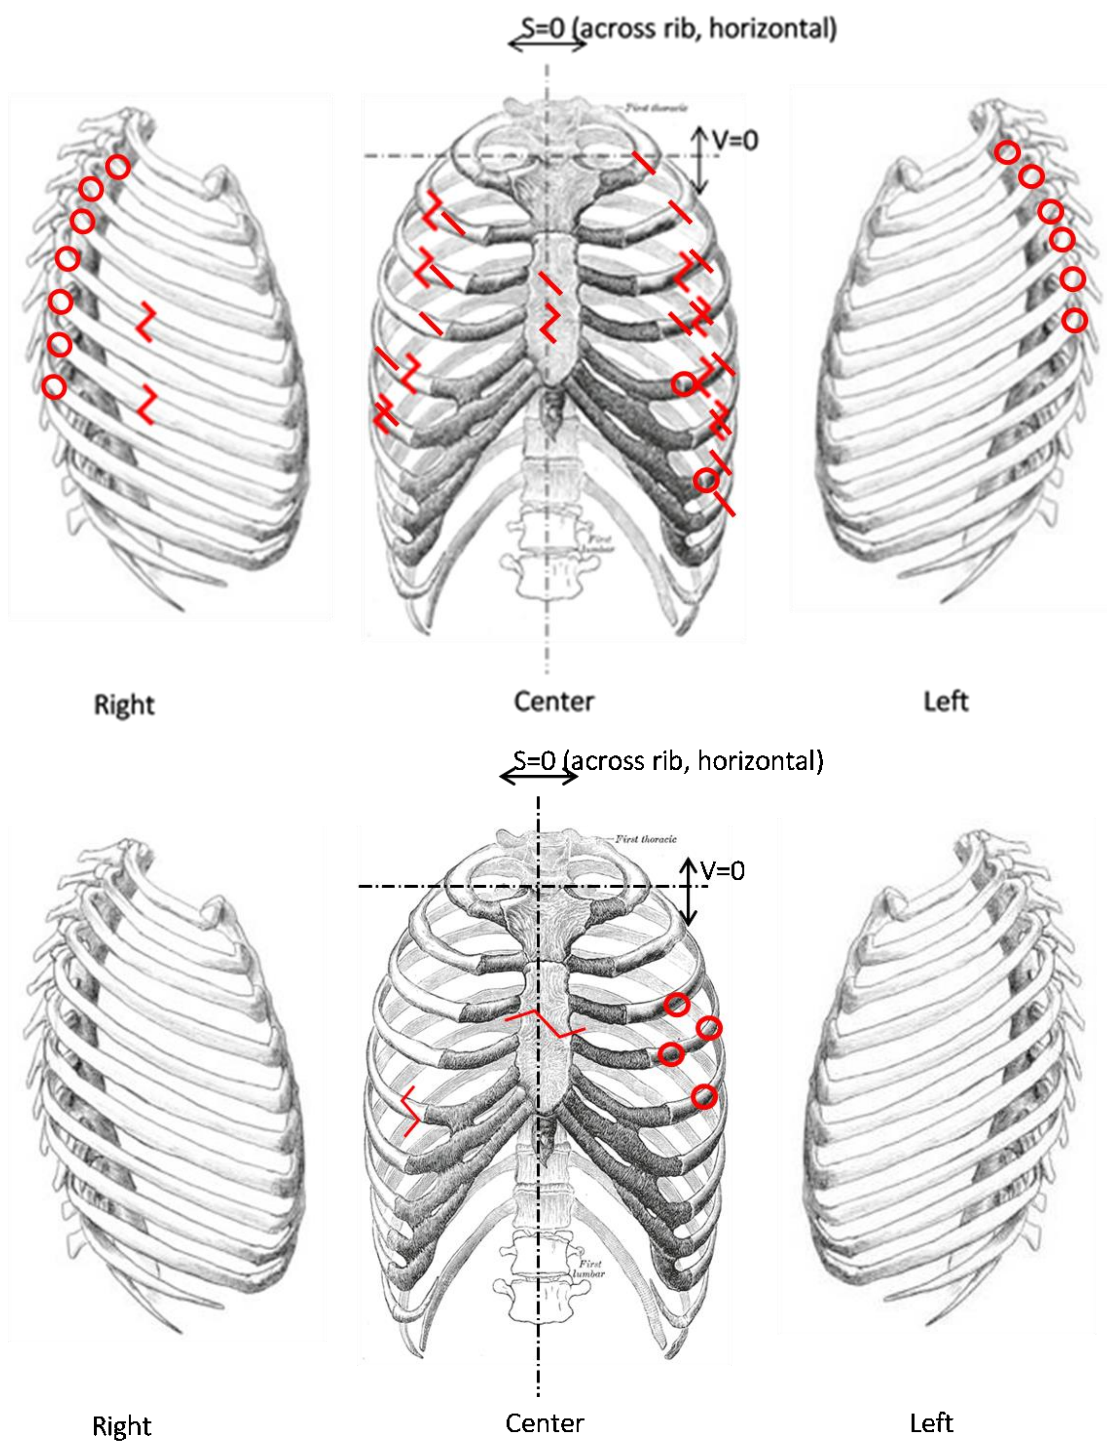 S=0 (across rib, horizontal)
First thoracic
V=0
First
lumbar
Right
Center
Left
S=0 (across rib, horizontal)
First thoracic
V=0
First
lumbar
Right
Center
Left